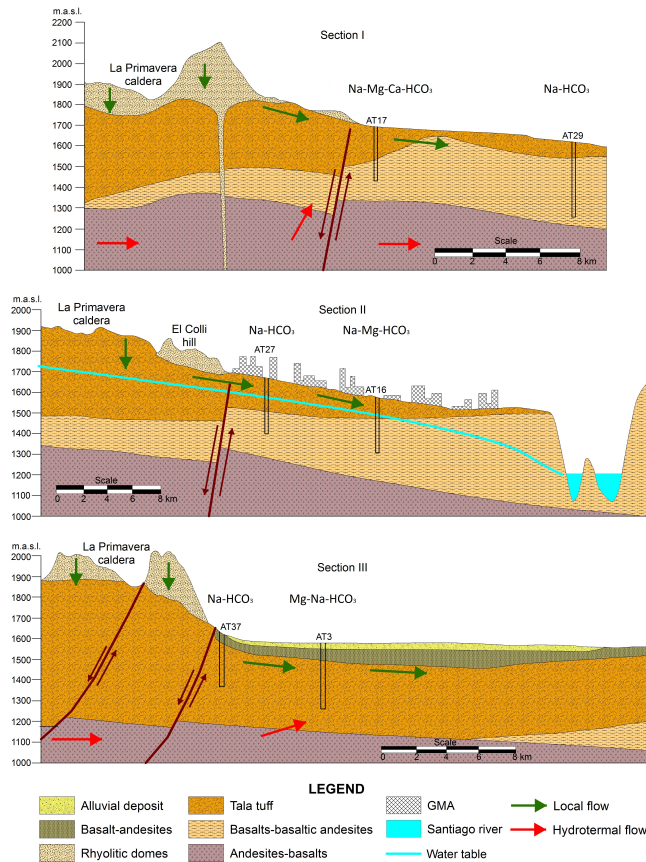 m.a.s.l.
Section I
2200
2100
2000
La Primavera
caldera
1900
1800
1700
1600
1500
1400
1300
1200
1100
1000
Na-Mg-Ca-HCO₃
Na-HCO₃
AT17
AT29
Scale
0 2 4 6 8 km
m.a.s.l.
Section II
La Primavera
caldera
2000
1900
1800
1700
1600
1500
1400
1300
1200
1100
1000
El Colli
hill
Na-HCO₃
Na-Mg-HCO₃
AT27
AT16
Scale
0 2 4 6 8 km
m.a.s.l.
La Primavera
caldera
Section III
2000
1900
1800
1700
1600
1500
1400
1300
1200
1100
1000
Na-HCO₃
Mg-Na-HCO₃
AT37
AT3
Scale
0 2 4 6 8 km
LEGEND
Alluvial deposit
Tala tuff
GMA
Local flow
Basalt-andesites
Basalts-basaltic andesites
Santiago river
Hydrotermal flow
Rhyolitic domes
Andesites-basalts
Water table